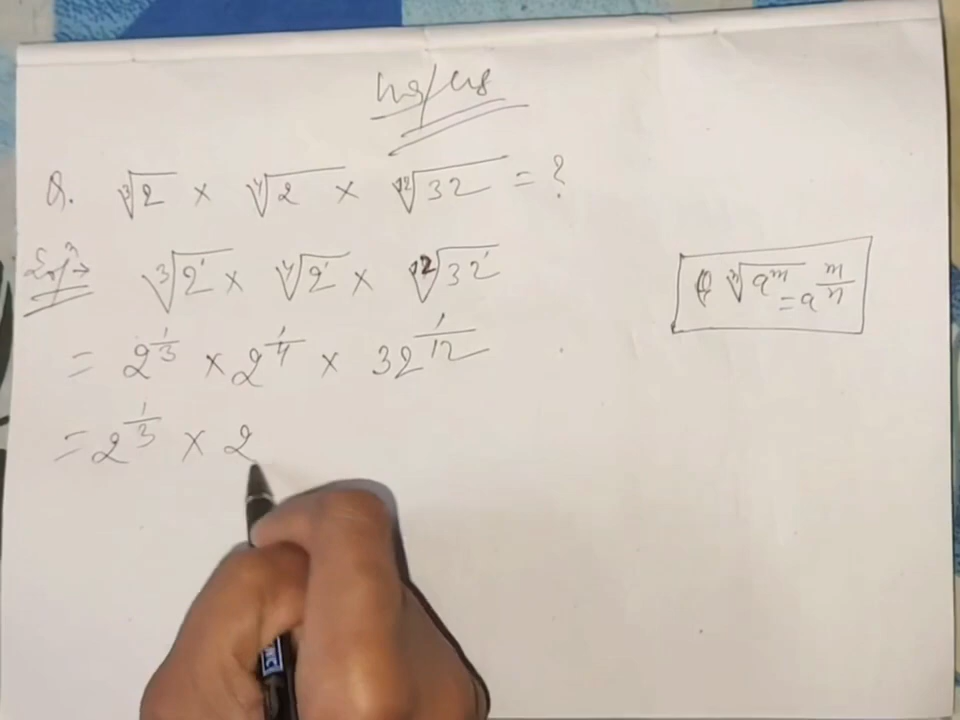 Q. ∛2 × ∜2 × ¹²√32 = ?
Solⁿ→ ∛2¹ × ∜2¹ × ¹²√32¹
ⁿ√aᵐ = a^(m/n)
= 2^(1/3) × 2^(1/4) × 32^(1/12)
= 2^(1/3) × 2